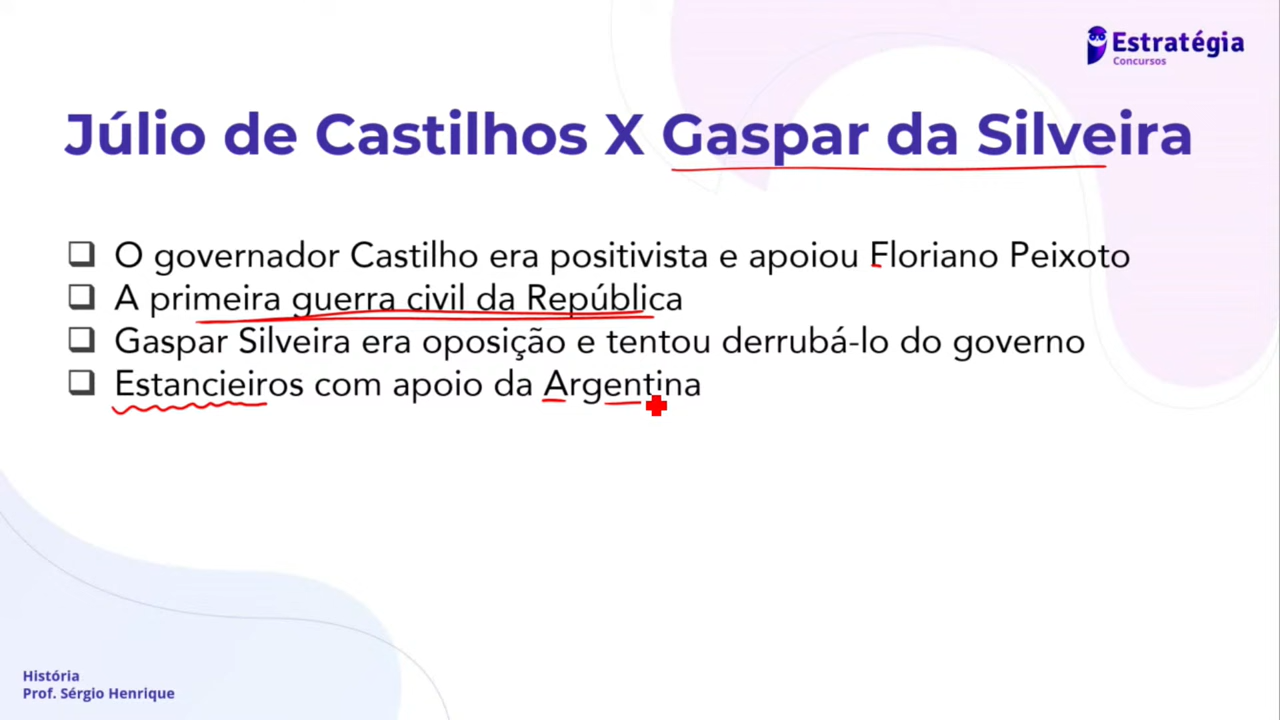 Estratégia
Concursos
Júlio de Castilhos X Gaspar da Silveira
O governador Castilho era positivista e apoiou Floriano Peixoto
A primeira guerra civil da República
Gaspar Silveira era oposição e tentou derrubá-lo do governo
Estancieiros com apoio da Argentina
História
Prof. Sérgio Henrique